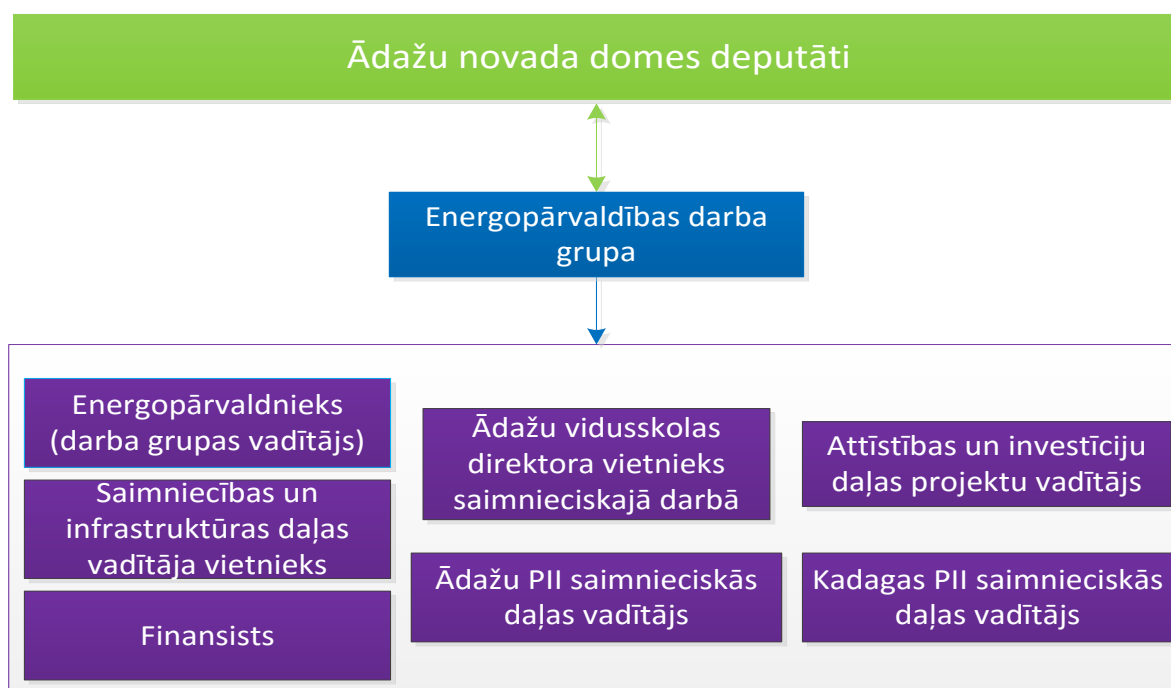 Ādažu novada domes deputāti
Energopārvaldības darba
grupa
Energopārvaldnieks
(darba grupas vadītājs)
Saimniecības un
infrastruktūras daļas
vadītāja vietnieks
Finansists
Ādažu vidusskolas
direktora vietnieks
saimnieciskajā darbā
Ādažu PII saimnieciskās
daļas vadītājs
Attīstības un investīciju
daļas projektu vadītājs
Kadagas PII saimnieciskās
daļas vadītājs